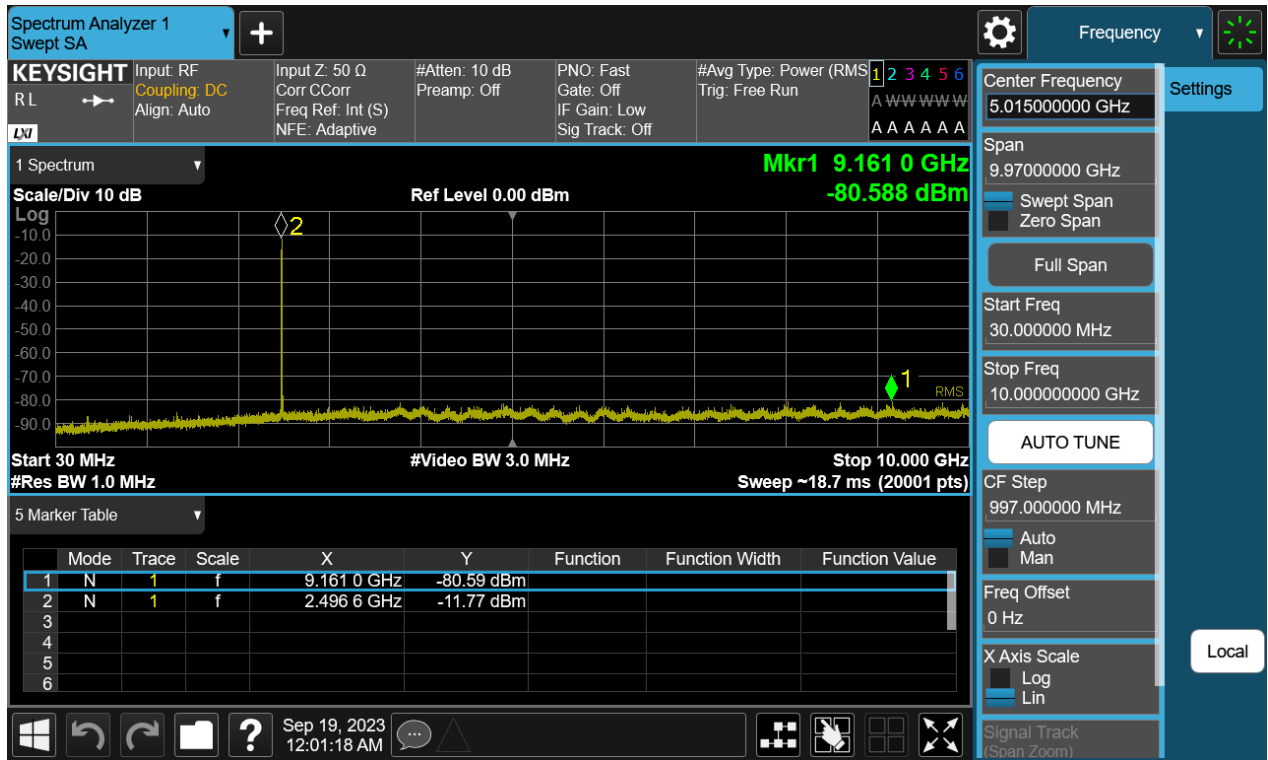 Spectrum Analyzer 1
Swept SA
+
Frequency
KEYSIGHT
RL
LXI
Input: RF
Coupling: DC
Align: Auto
Input Z: 50 Ω
Corr CCorr
Freq Ref: Int (S)
NFE: Adaptive
#Atten: 10 dB
Preamp: Off
PNO: Fast
Gate: Off
IF Gain: Low
Sig Track: Off
#Avg Type: Power (RMS
Trig: Free Run
1 2 3 4 5 6
A W W W W W
A A A A A A
1 Spectrum
Mkr1 9.161 0 GHz
Scale/Div 10 dB
Ref Level 0.00 dBm
-80.588 dBm
Log
-10.0
-20.0
-30.0
-40.0
-50.0
-60.0
-70.0
-80.0
-90.0
2
1
RMS
Start 30 MHz
#Video BW 3.0 MHz
Stop 10.000 GHz
#Res BW 1.0 MHz
Sweep ~18.7 ms (20001 pts)
5 Marker Table
Mode Trace Scale X Y Function Function Width Function Value
1 N 1 f 9.161 0 GHz -80.59 dBm
2 N 1 f 2.496 6 GHz -11.77 dBm
3
4
5
6
?
Sep 19, 2023
12:01:18 AM
Center Frequency
5.015000000 GHz
Settings
Span
9.97000000 GHz
Swept Span
Zero Span
Full Span
Start Freq
30.000000 MHz
Stop Freq
10.000000000 GHz
AUTO TUNE
CF Step
997.000000 MHz
Auto
Man
Freq Offset
0 Hz
X Axis Scale
Log
Lin
Local
Signal Track
(Span Zoom)